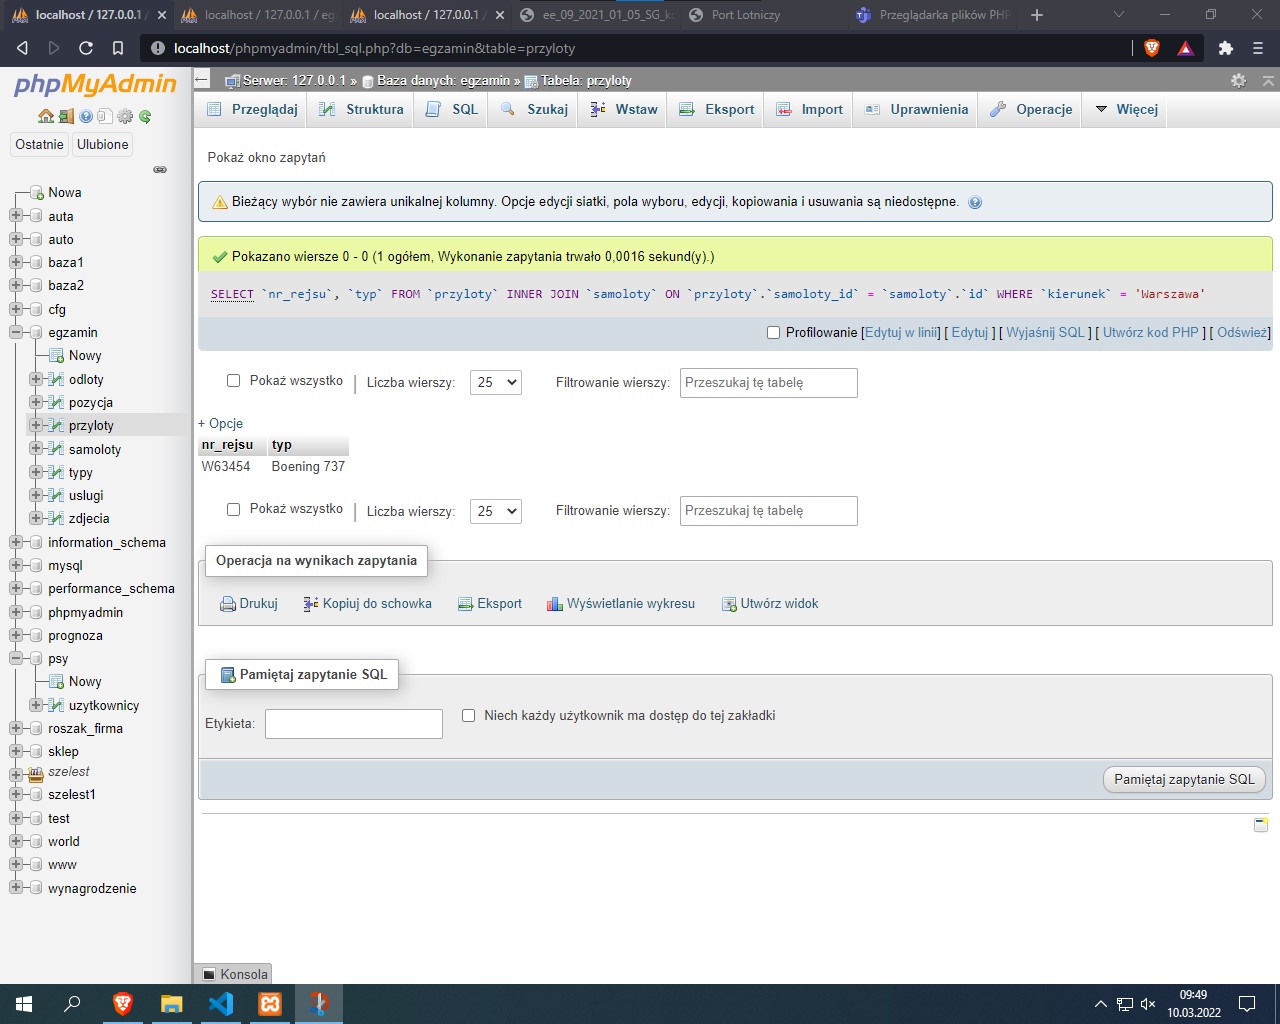 localhost / 127.0.0.1 /
localhost / 127.0.0.1 / eg
localhost / 127.0.0.1 /
ee_09_2021_01_05_SG_k
Port Lotniczy
Przeglądarka plików PHP
localhost/phpmyadmin/tbl_sql.php?db=egzamin&table=przyloty
phpMyAdmin
Ostatnie
Ulubione
Nowa
auta
auto
baza1
baza2
cfg
egzamin
Nowy
odloty
pozycja
przyloty
samoloty
typy
uslugi
zdjecia
information_schema
mysql
performance_schema
phpmyadmin
prognoza
psy
Nowy
uzytkownicy
roszak_firma
sklep
szelest
szelest1
test
world
www
wynagrodzenie
Serwer: 127.0.0.1 » Baza danych: egzamin » Tabela: przyloty
Przeglądaj
Struktura
SQL
Szukaj
Wstaw
Eksport
Import
Uprawnienia
Operacje
Więcej
Pokaż okno zapytań
Bieżący wybór nie zawiera unikalnej kolumny. Opcje edycji siatki, pola wyboru, edycji, kopiowania i usuwania są niedostępne.
Pokazano wiersze 0 - 0 (1 ogółem, Wykonanie zapytania trwało 0,0016 sekund(y).)
SELECT `nr_rejsu`, `typ` FROM `przyloty` INNER JOIN `samoloty` ON `przyloty`.`samoloty_id` = `samoloty`.`id` WHERE `kierunek` = 'Warszawa'
Profilowanie [Edytuj w linii] [ Edytuj ] [ Wyjaśnij SQL ] [ Utwórz kod PHP ] [ Odśwież]
Pokaż wszystko | Liczba wierszy: 25 Filtrowanie wierszy: Przeszukaj tę tabelę
+ Opcje
nr_rejsu typ
W63454 Boening 737
Pokaż wszystko | Liczba wierszy: 25 Filtrowanie wierszy: Przeszukaj tę tabelę
Operacja na wynikach zapytania
Drukuj
Kopiuj do schowka
Eksport
Wyświetlanie wykresu
Utwórz widok
Pamiętaj zapytanie SQL
Etykieta:
Niech każdy użytkownik ma dostęp do tej zakładki
Pamiętaj zapytanie SQL
Konsola
09:49
10.03.2022